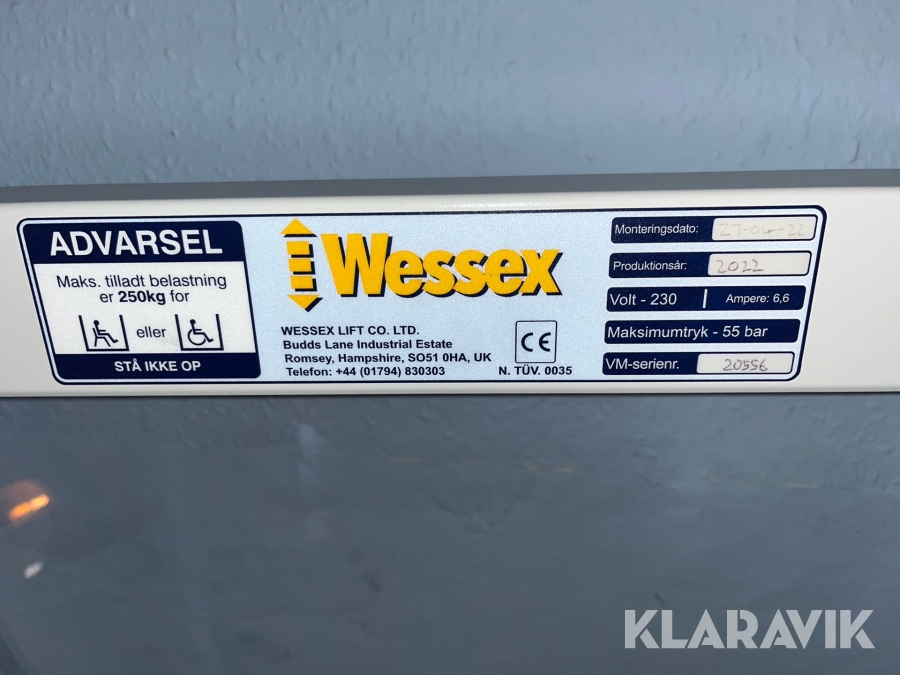 ADVARSEL
Maks. tilladt belastning
er 250kg for
eller
STÅ IKKE OP
Wessex
WESSEX LIFT CO. LTD.
Budds Lane Industrial Estate
Romsey, Hampshire, SO51 0HA, UK
Telefon: +44 (01794) 830303
CE
N. TÜV. 0035
Monteringsdato: 27-04-22
Produktionsår: 2022
Volt - 230 Ampere: 6,6
Maksimumtryk - 55 bar
VM-serienr. 20556
KLARAVIK